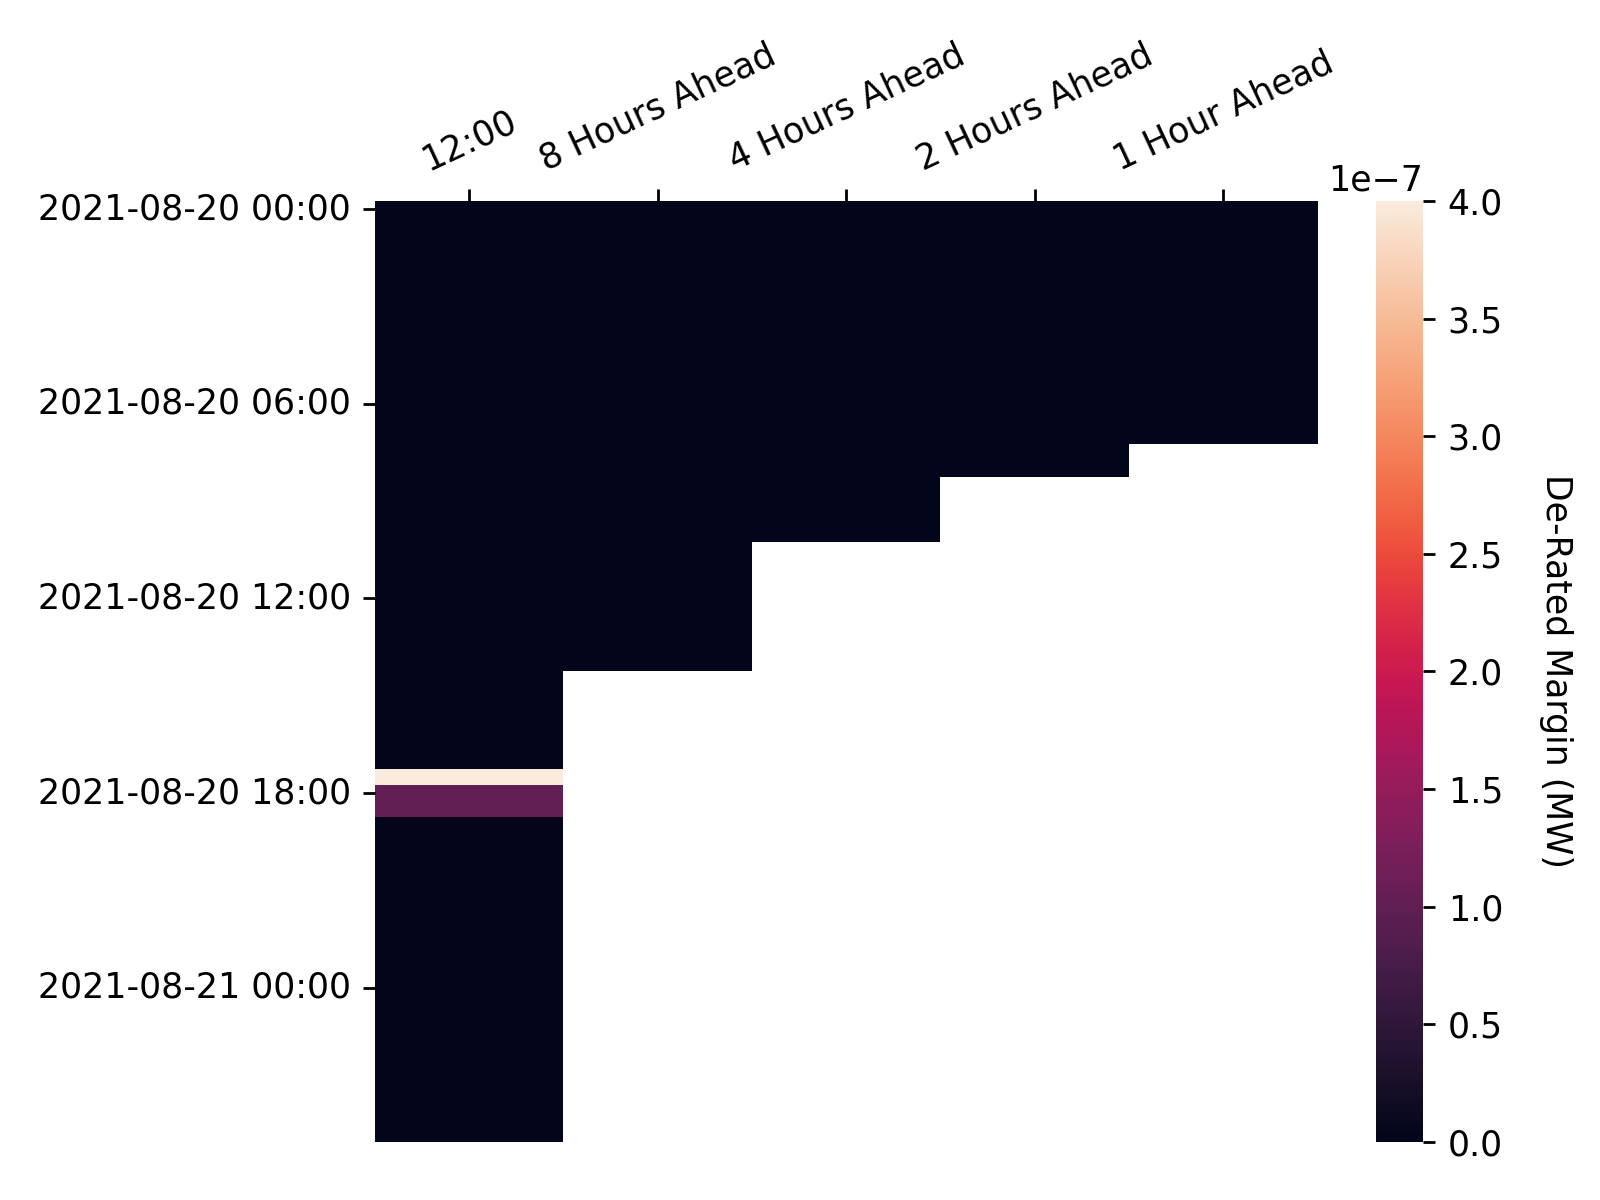 12:00
8 Hours Ahead
4 Hours Ahead
2 Hours Ahead
1 Hour Ahead
1e−7
2021-08-20 00:00
2021-08-20 06:00
2021-08-20 12:00
2021-08-20 18:00
2021-08-21 00:00
4.0
3.5
3.0
2.5
2.0
1.5
1.0
0.5
0.0
De-Rated Margin (MW)